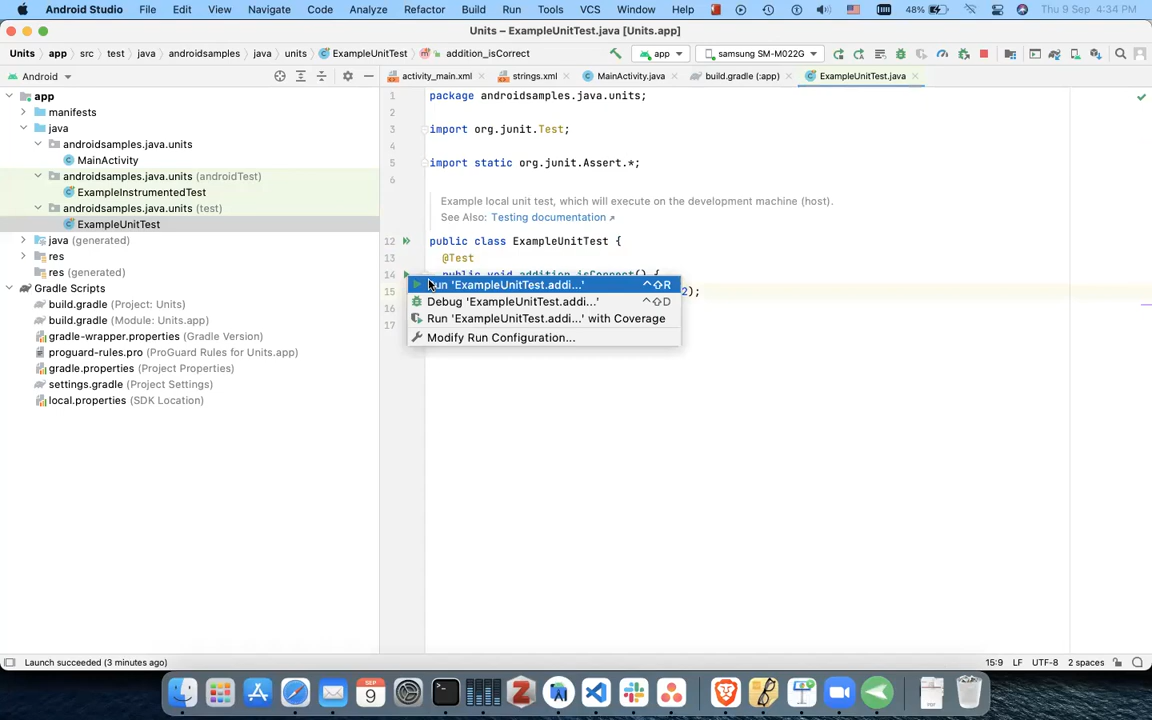 Android Studio File Edit View Navigate Code Analyze Refactor Build Run Tools VCS Window Help 48% Thu 9 Sep 4:34 PM
Units – ExampleUnitTest.java [Units.app]
Units app src test java androidsamples java units ExampleUnitTest addition_isCorrect app samsung SM-M022G
Android activity_main.xml strings.xml MainActivity.java build.gradle (:app) ExampleUnitTest.java
app
manifests
java
androidsamples.java.units
MainActivity
androidsamples.java.units (androidTest)
ExampleInstrumentedTest
androidsamples.java.units (test)
ExampleUnitTest
java (generated)
res
res (generated)
Gradle Scripts
build.gradle (Project: Units)
build.gradle (Module: Units.app)
gradle-wrapper.properties (Gradle Version)
proguard-rules.pro (ProGuard Rules for Units.app)
gradle.properties (Project Properties)
settings.gradle (Project Settings)
local.properties (SDK Location)
1 package androidsamples.java.units;
2
3 import org.junit.Test;
4
5 import static org.junit.Assert.*;
6
Example local unit test, which will execute on the development machine (host).
See Also: Testing documentation
12 public class ExampleUnitTest {
13 @Test
14 public void addition_isCorrect() {
15 2);
16
17
Run 'ExampleUnitTest.addi...' ^⇧R
Debug 'ExampleUnitTest.addi...' ^⇧D
Run 'ExampleUnitTest.addi...' with Coverage
Modify Run Configuration...
Launch succeeded (3 minutes ago) 15:9 LF UTF-8 2 spaces
SEP
9